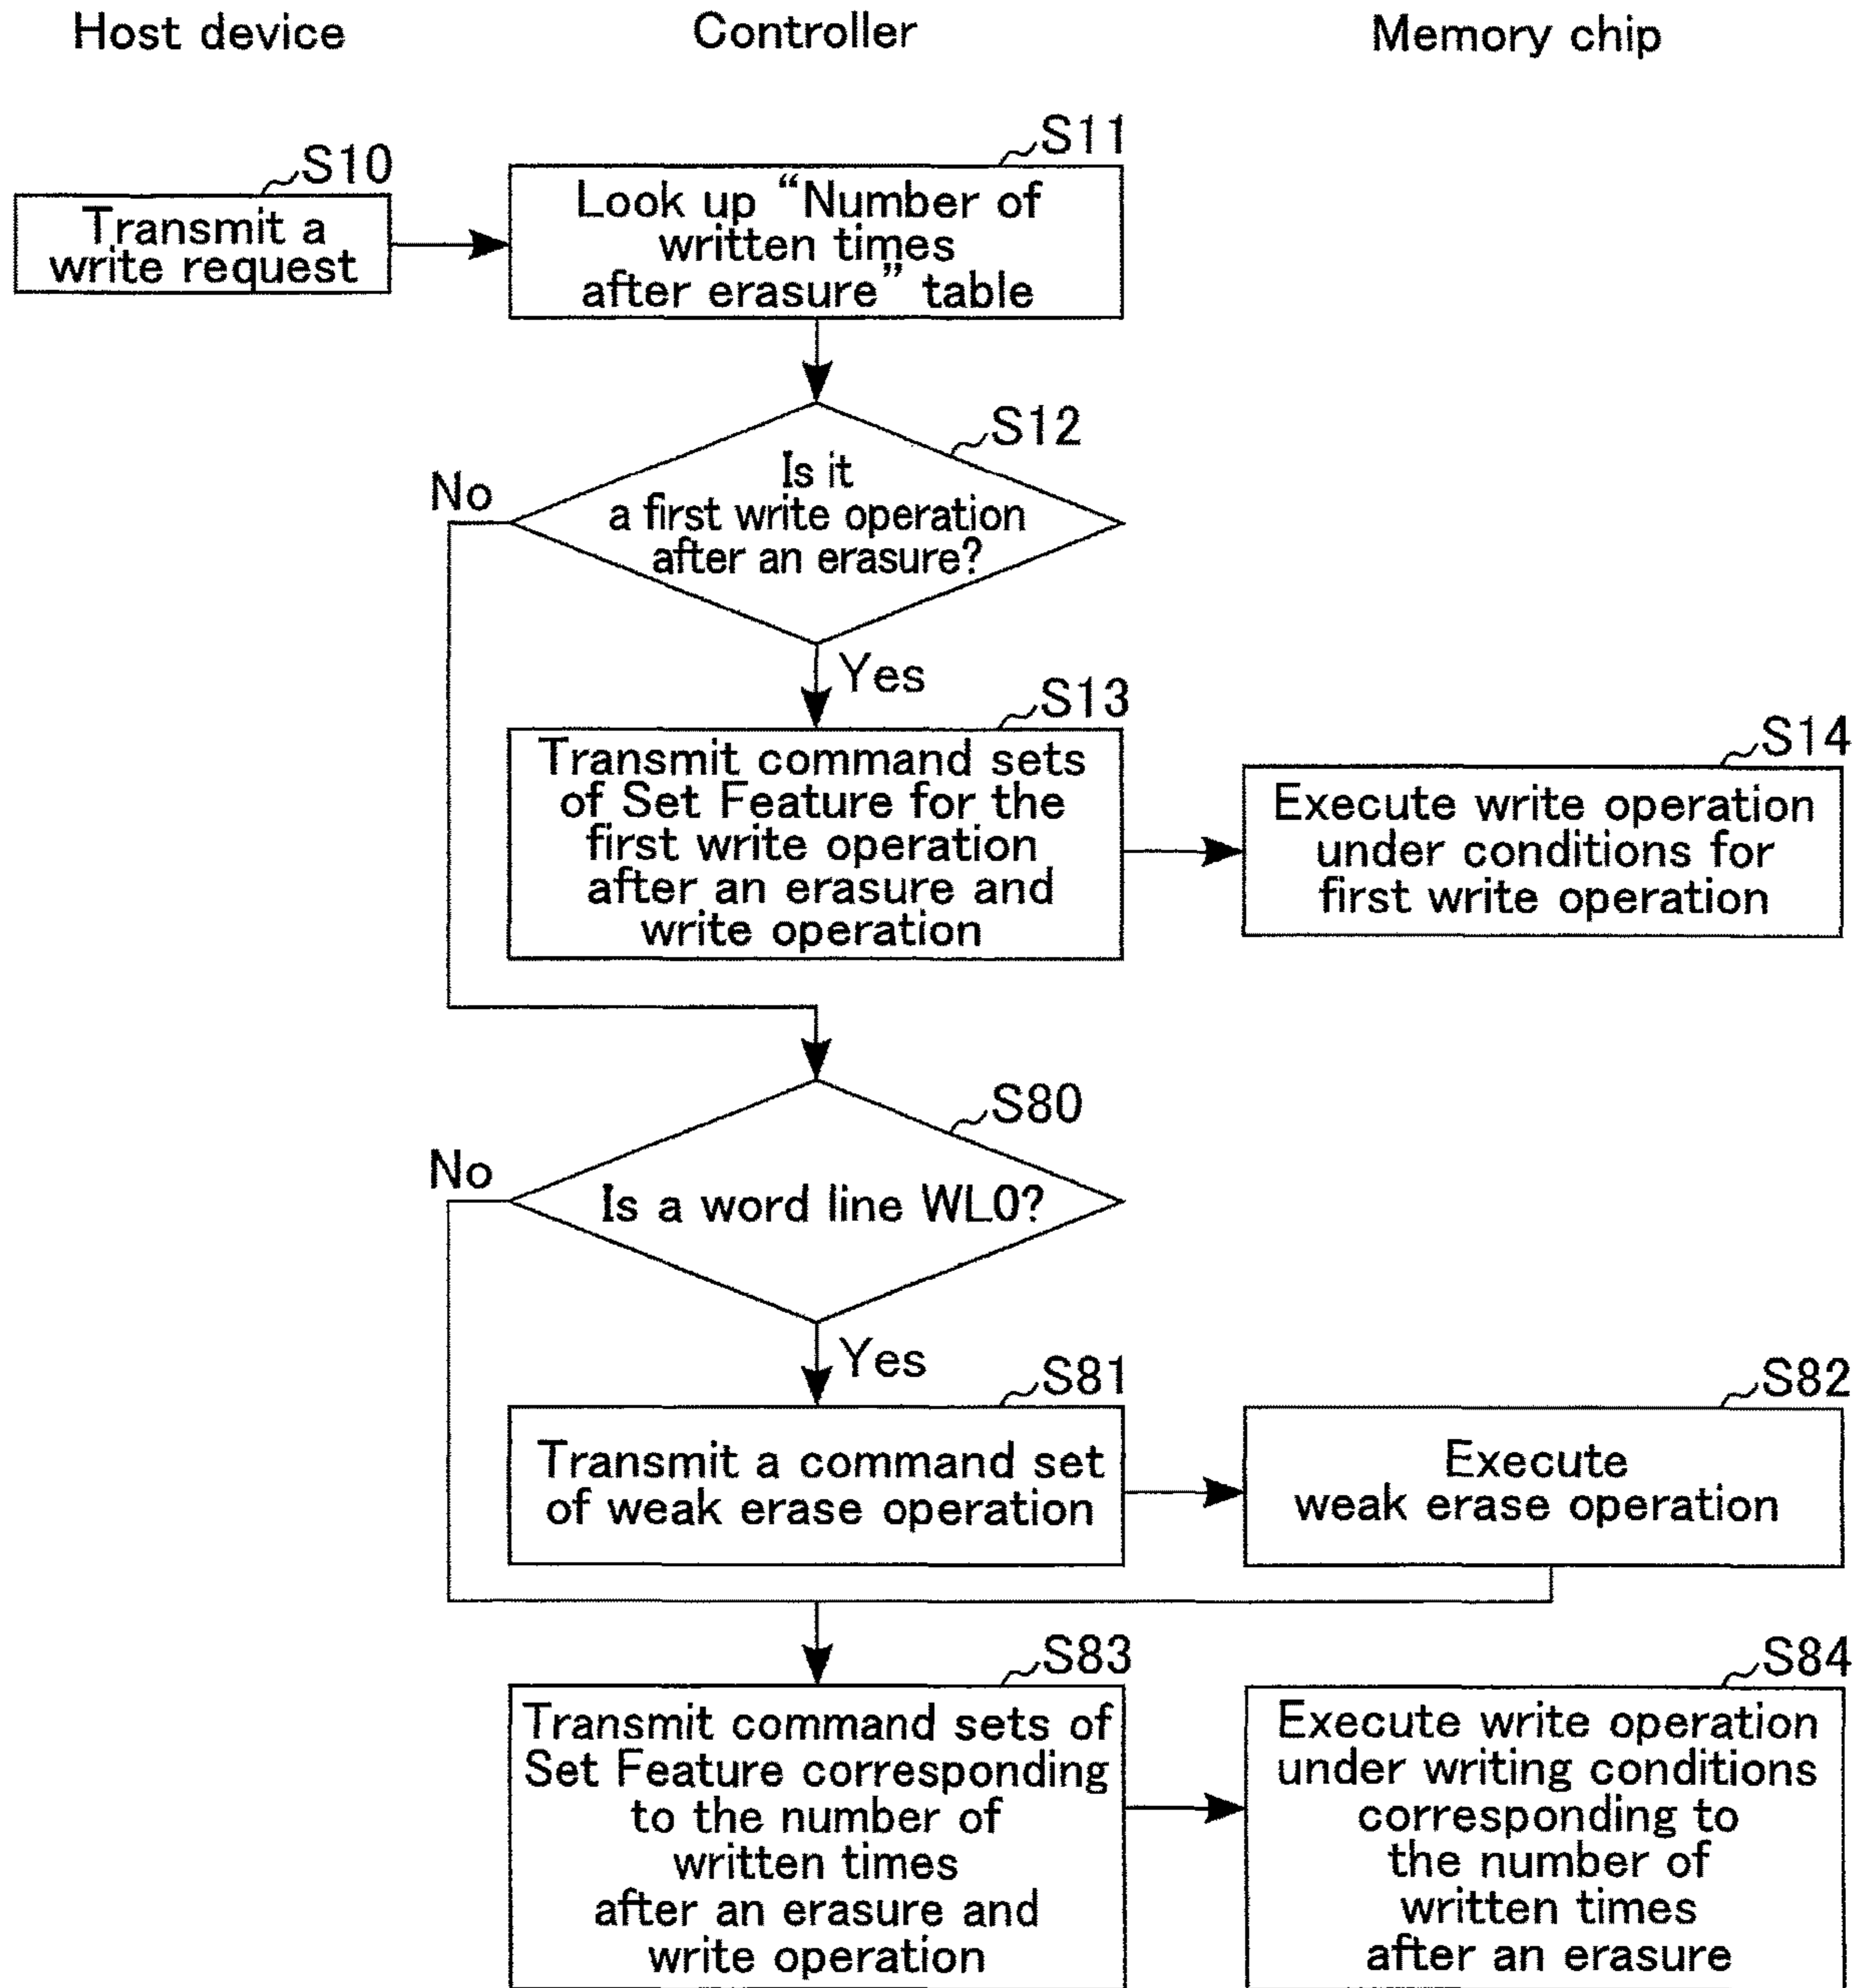 Host device
Controller
Memory chip
S10
Transmit a
write request
S11
Look up “Number of
written times
after erasure” table
S12
Is it
a first write operation
after an erasure?
No
Yes
S13
Transmit command sets
of Set Feature for the
first write operation
after an erasure and
write operation
S14
Execute write operation
under conditions for
first write operation
S80
Is a word line WL0?
No
Yes
S81
Transmit a command set
of weak erase operation
S82
Execute
weak erase operation
S83
Transmit command sets of
Set Feature corresponding
to the number of
written times
after an erasure and
write operation
S84
Execute write operation
under writing conditions
corresponding to
the number of
written times
after an erasure